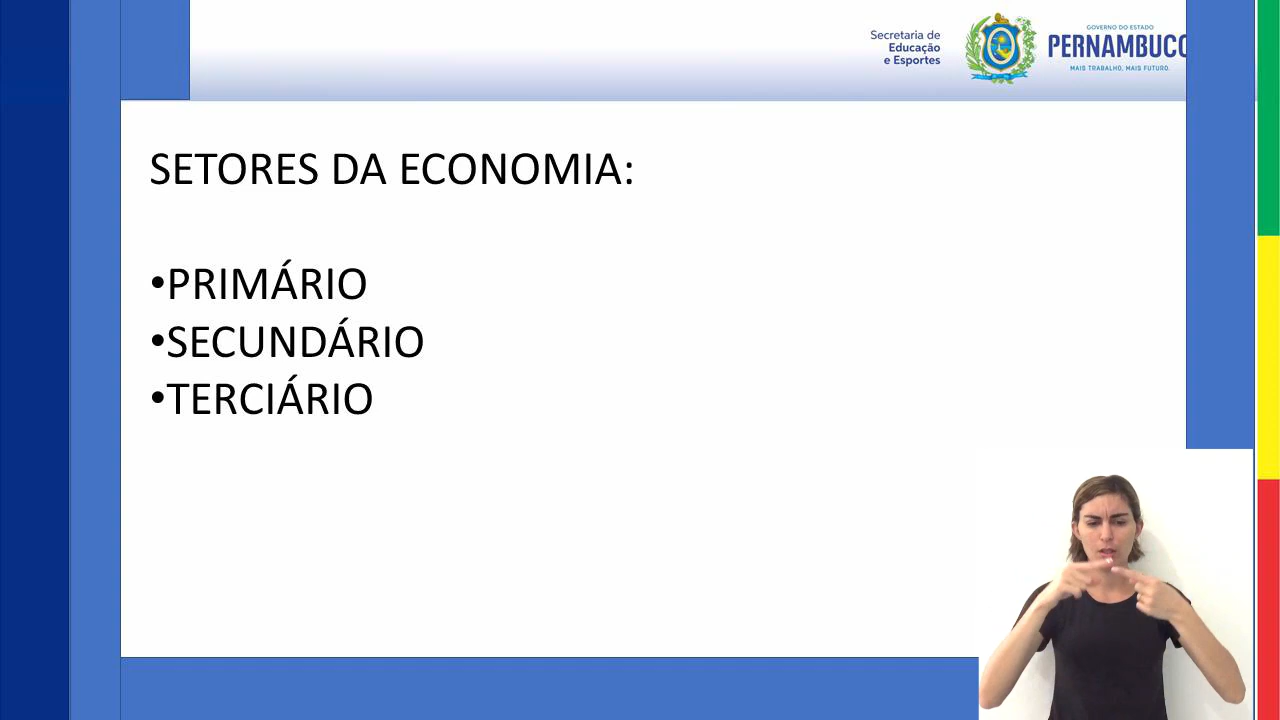 Secretaria de
Educação
e Esportes
GOVERNO DO ESTADO
PERNAMBUCO
MAIS TRABALHO, MAIS FUTURO.
SETORES DA ECONOMIA:
•PRIMÁRIO
•SECUNDÁRIO
•TERCIÁRIO